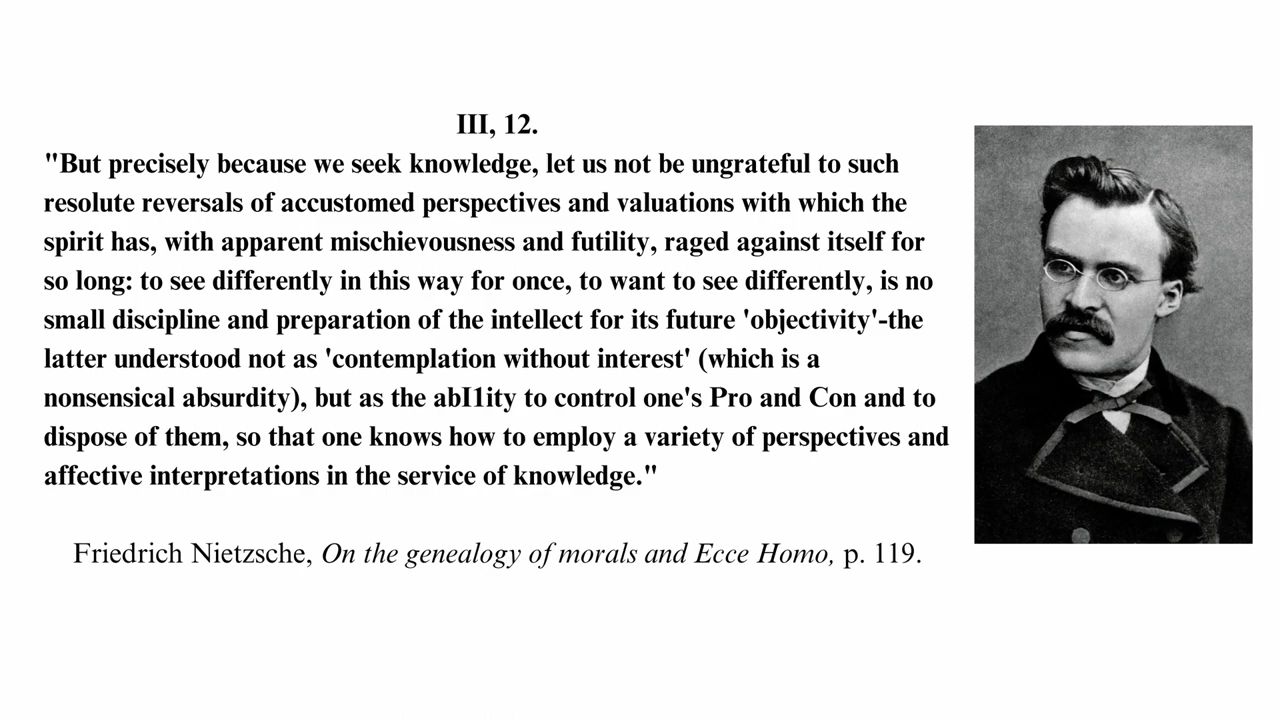 III, 12.
"But precisely because we seek knowledge, let us not be ungrateful to such
resolute reversals of accustomed perspectives and valuations with which the
spirit has, with apparent mischievousness and futility, raged against itself for
so long: to see differently in this way for once, to want to see differently, is no
small discipline and preparation of the intellect for its future 'objectivity'-the
latter understood not as 'contemplation without interest' (which is a
nonsensical absurdity), but as the abI1ity to control one's Pro and Con and to
dispose of them, so that one knows how to employ a variety of perspectives and
affective interpretations in the service of knowledge."
Friedrich Nietzsche, On the genealogy of morals and Ecce Homo, p. 119.